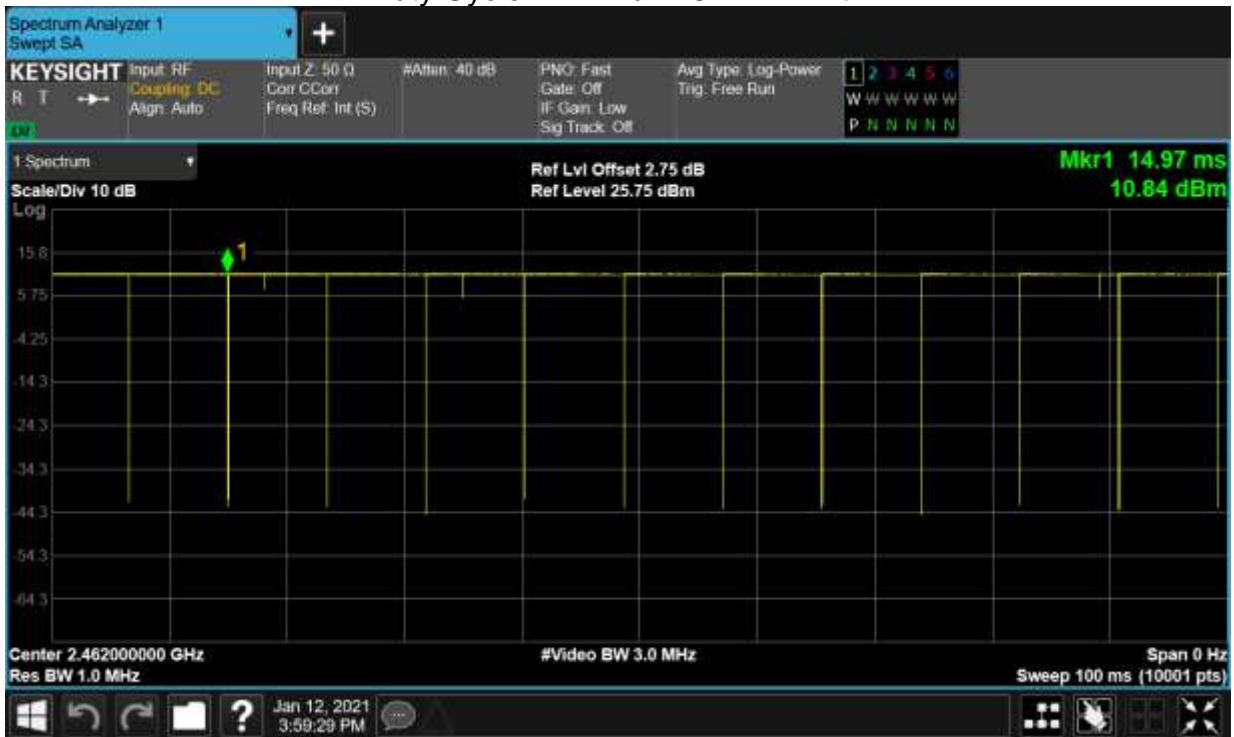 Spectrum Analyzer 1
Swept SA
+
KEYSIGHT
R T
Input: RF
Coupling: DC
Align: Auto
Input Z: 50 Ω
Corr CCorr
Freq Ref: Int (S)
#Atten: 40 dB
PNO: Fast
Gate: Off
IF Gain: Low
Sig Track: Off
Avg Type: Log-Power
Trig: Free Run
1 2 3 4 5 6
W W W W W W
P N N N N N
1 Spectrum
Scale/Div 10 dB
Log
Ref Lvl Offset 2.75 dB
Ref Level 25.75 dBm
Mkr1 14.97 ms
10.84 dBm
1
15.8
5.75
-4.25
-14.3
-24.3
-34.3
-44.3
-54.3
-64.3
Center 2.462000000 GHz
Res BW 1.0 MHz
#Video BW 3.0 MHz
Span 0 Hz
Sweep 100 ms (10001 pts)
?
Jan 12, 2021
3:59:29 PM